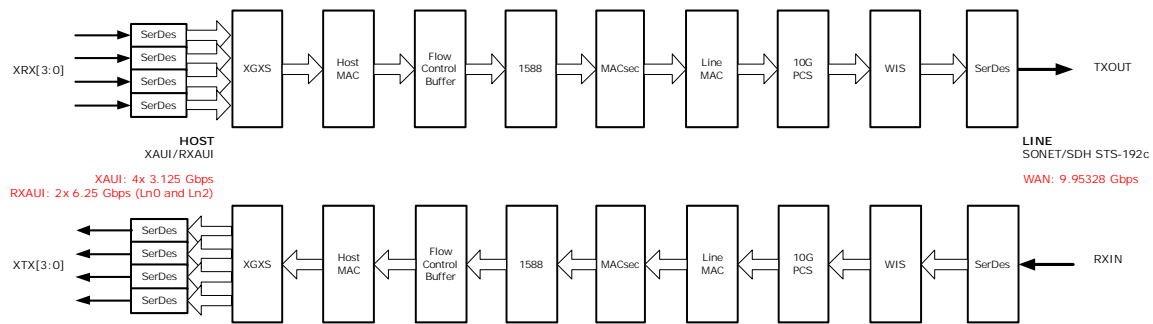 SerDes
SerDes
SerDes
SerDes
XRX[3:0]
XGXS
Host
MAC
Flow
Control
Buffer
1588
MACsec
Line
MAC
10G
PCS
WIS
SerDes
TXOUT
HOST
XAUI/RXAUI
XAUI: 4x 3.125 Gbps
RXAUI: 2x 6.25 Gbps (Ln0 and Ln2)
LINE
SONET/SDH STS-192c
WAN: 9.95328 Gbps
SerDes
SerDes
SerDes
SerDes
XTX[3:0]
XGXS
Host
MAC
Flow
Control
Buffer
1588
MACsec
Line
MAC
10G
PCS
WIS
SerDes
RXIN